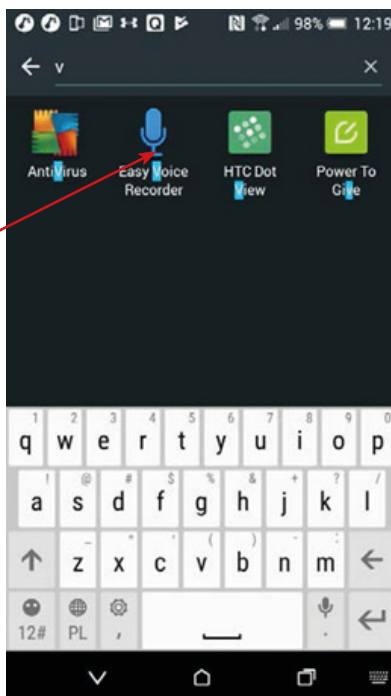 98% 12:19
v
AntiVirus
Easy Voice
Recorder
HTC Dot
View
Power To
Give
1 2 3 4 5 6 7 8 9 0
q w e r t y u i o p
! @ # $ % & + ? /
a s d f g h j k l
_ " ' ( ) - : 
z x c v b n m
12# PL , .